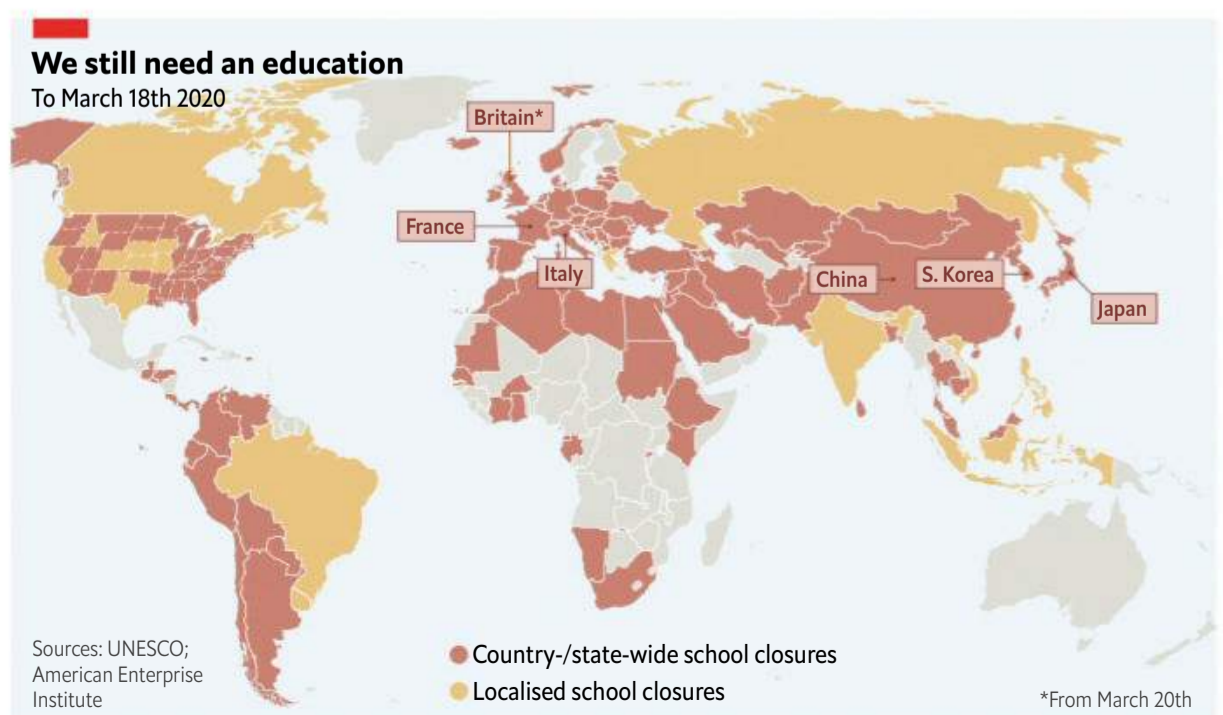 We still need an education
To March 18th 2020
Britain*
France
Italy
China
S. Korea
Japan
Sources: UNESCO;
American Enterprise
Institute
Country-/state-wide school closures
Localised school closures
*From March 20th